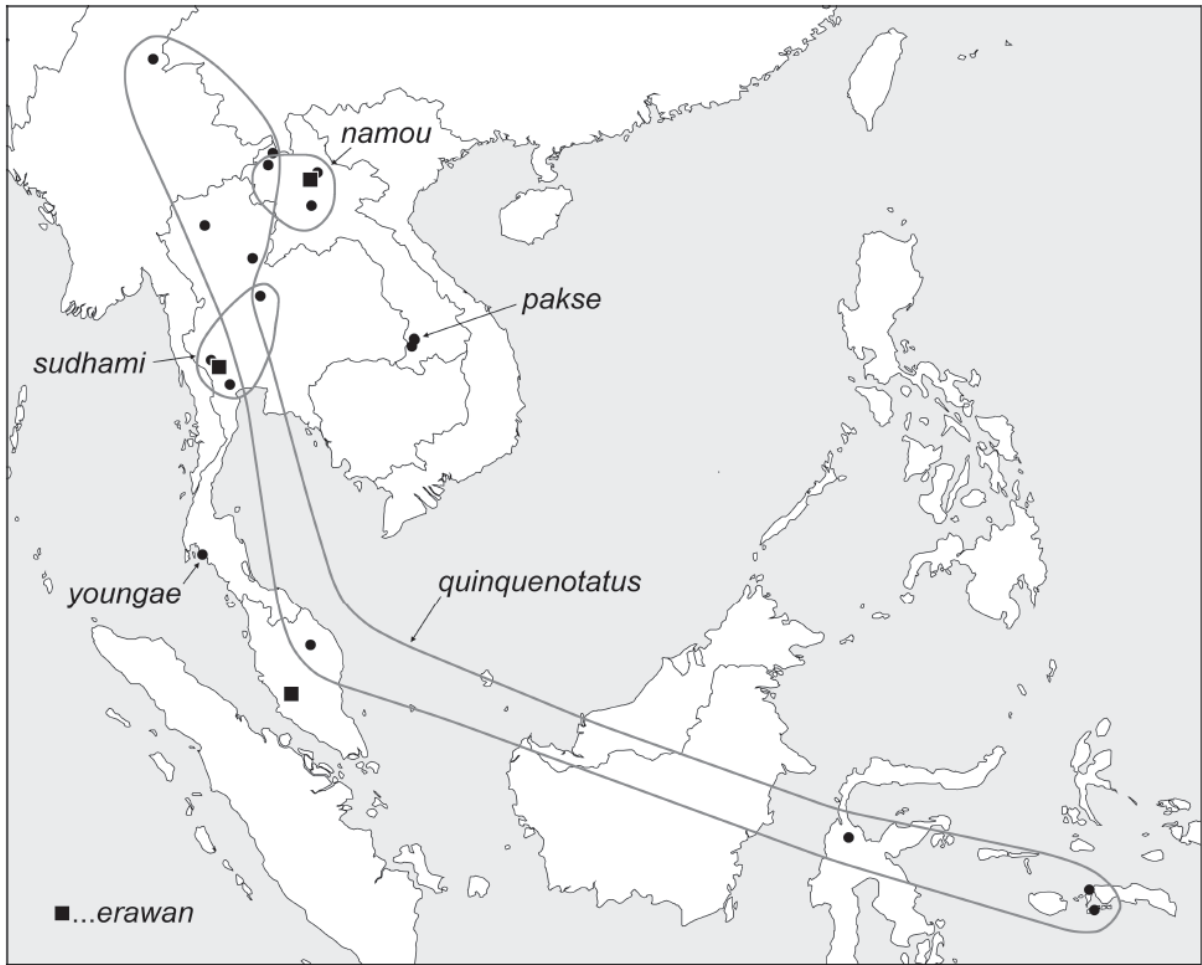 namou
pakse
sudhami
youngae
quinquenotatus
■...erawan